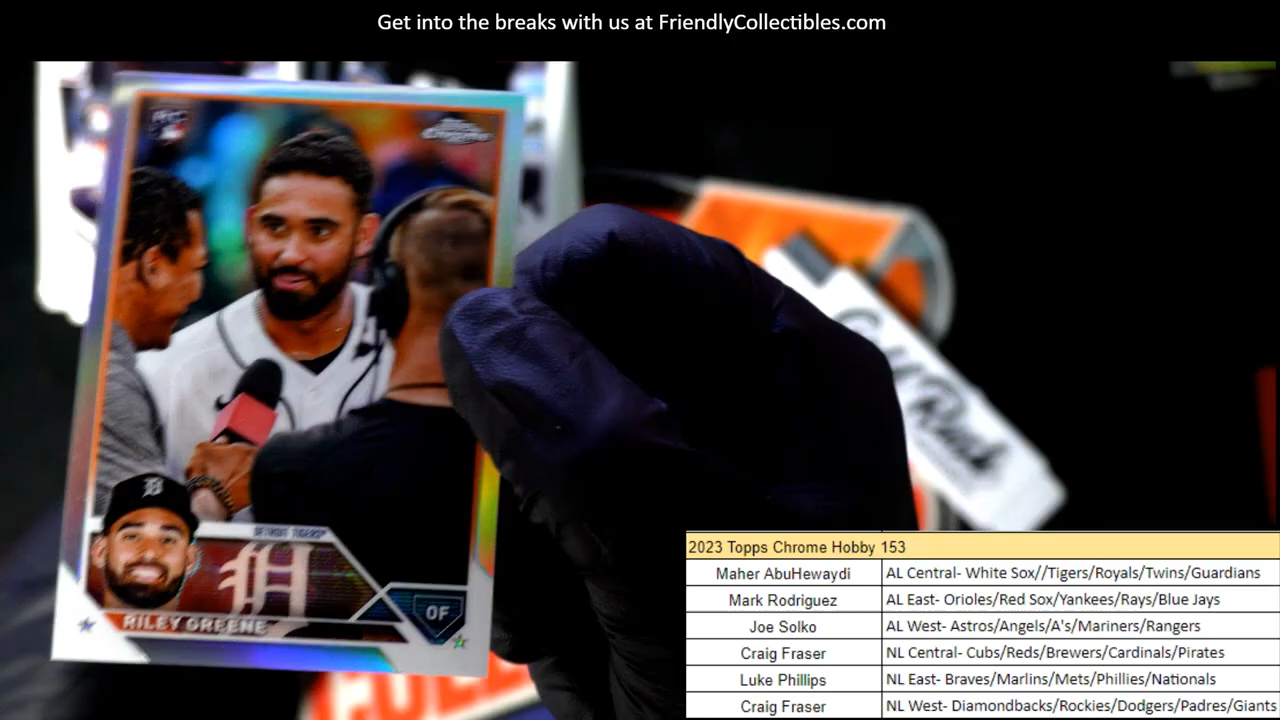 Get into the breaks with us at FriendlyCollectibles.com
RC
DETROIT TIGERS
RILEY GREENE
OF
2023 Topps Chrome Hobby 153
Maher AbuHewaydi AL Central- White Sox//Tigers/Royals/Twins/Guardians
Mark Rodriguez AL East- Orioles/Red Sox/Yankees/Rays/Blue Jays
Joe Solko AL West- Astros/Angels/A's/Mariners/Rangers
Craig Fraser NL Central- Cubs/Reds/Brewers/Cardinals/Pirates
Luke Phillips NL East- Braves/Marlins/Mets/Phillies/Nationals
Craig Fraser NL West- Diamondbacks/Rockies/Dodgers/Padres/Giants